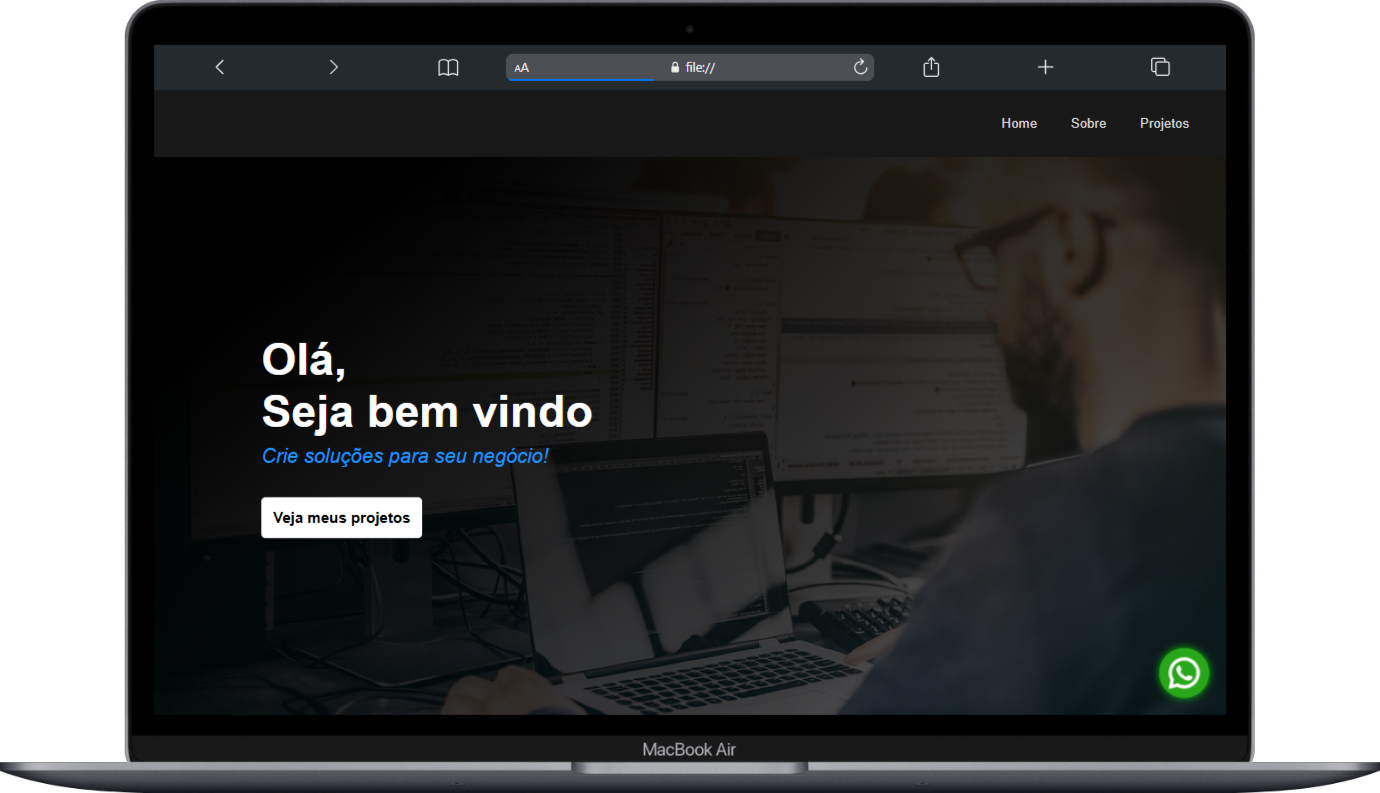 AA
file://
Home
Sobre
Projetos
Olá,
Seja bem vindo
Crie soluções para seu negócio!
Veja meus projetos
MacBook Air